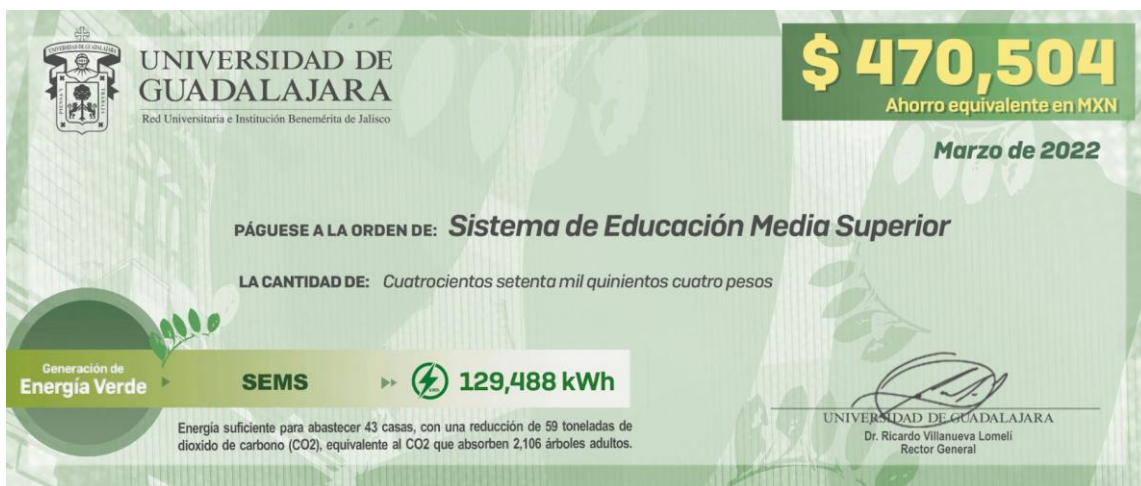 UNIVERSIDAD DE
GUADALAJARA
Red Universitaria e Institución Benemérita de Jalisco
$ 470,504
Ahorro equivalente en MXN
Marzo de 2022
PÁGUESE A LA ORDEN DE: Sistema de Educación Media Superior
LA CANTIDAD DE: Cuatrocientos setenta mil quinientos cuatro pesos
Generación de
Energía Verde
SEMS
129,488 kWh
Energía suficiente para abastecer 43 casas, con una reducción de 59 toneladas de
dioxido de carbono (CO2), equivalente al CO2 que absorben 2,106 árboles adultos.
UNIVERSIDAD DE GUADALAJARA
Dr. Ricardo Villanueva Lomelí
Rector General